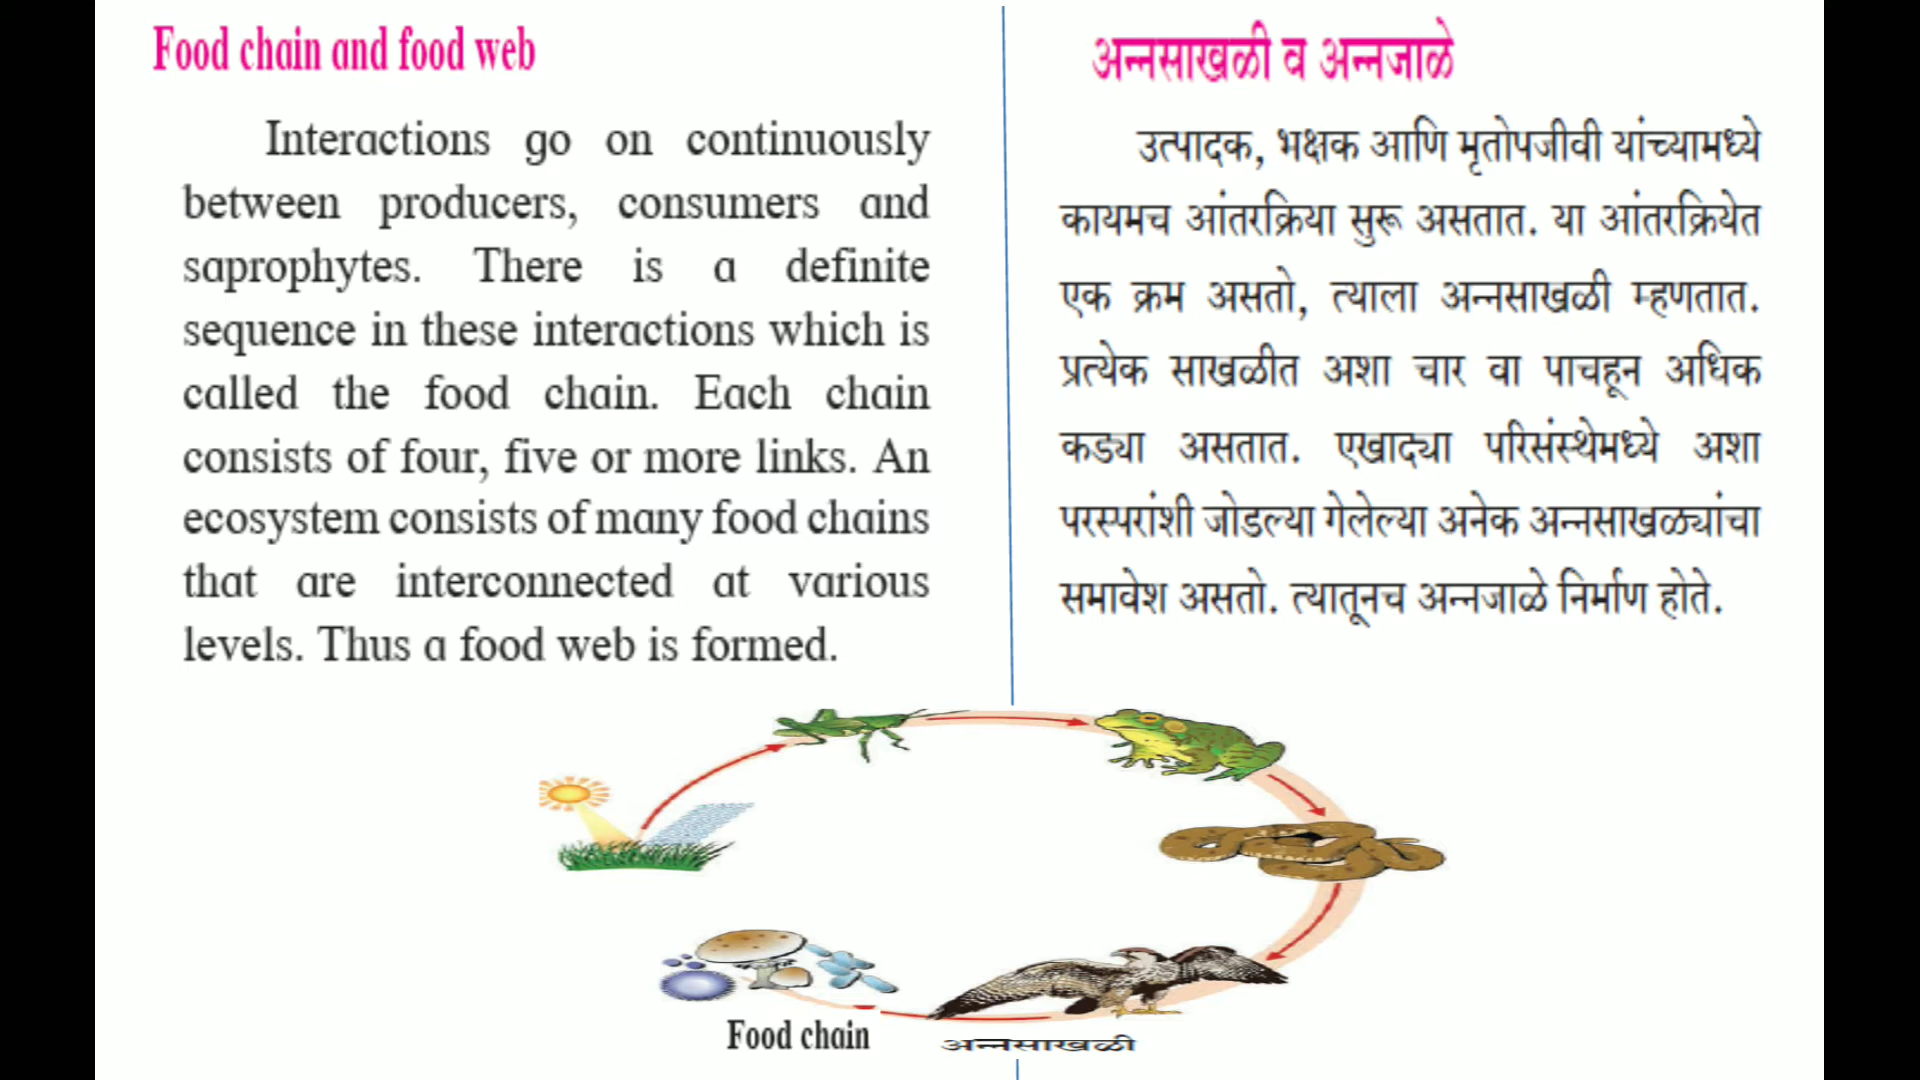 Food chain and food web
Interactions go on continuously
between producers, consumers and
saprophytes. There is a definite
sequence in these interactions which is
called the food chain. Each chain
consists of four, five or more links. An
ecosystem consists of many food chains
that are interconnected at various
levels. Thus a food web is formed.
अन्नसाखळी व अन्नजाळे
उत्पादक, भक्षक आणि मृतोपजीवी यांच्यामध्ये
कायमच आंतरक्रिया सुरू असतात. या आंतरक्रियेत
एक क्रम असतो, त्याला अन्नसाखळी म्हणतात.
प्रत्येक साखळीत अशा चार वा पाचहून अधिक
कड्या असतात. एखाद्या परिसंस्थेमध्ये अशा
परस्परांशी जोडल्या गेलेल्या अनेक अन्नसाखळ्यांचा
समावेश असतो. त्यातूनच अन्नजाळे निर्माण होते.
Food chain
अन्नसाखळी